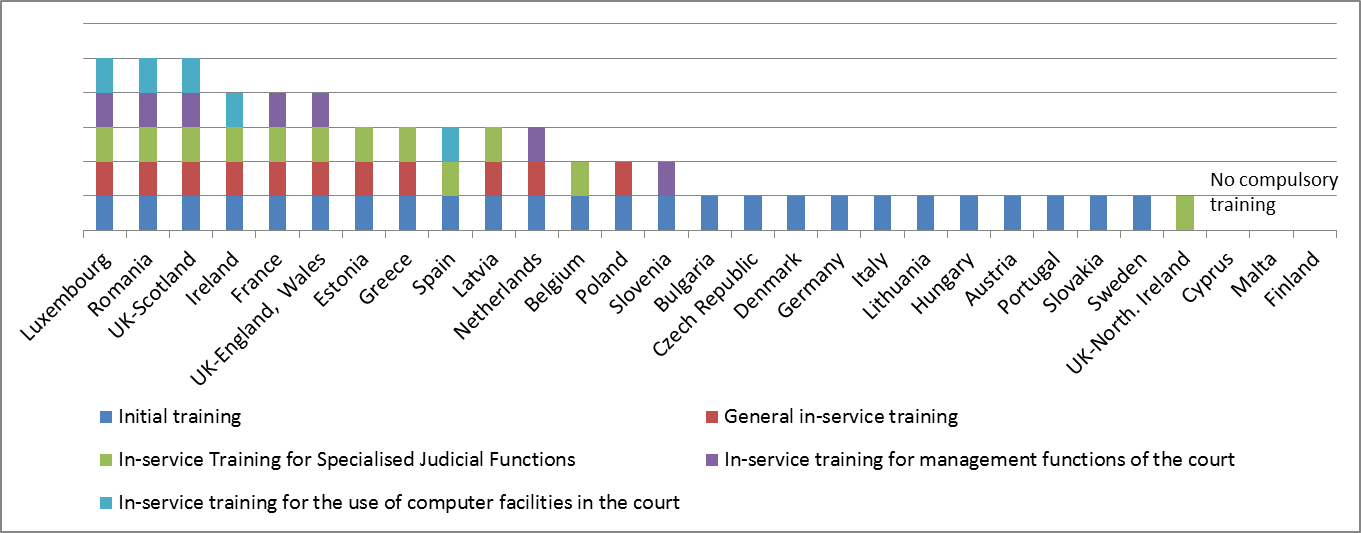 No compulsory
training
Luxembourg
Romania
UK-Scotland
Ireland
France
UK-England, Wales
Estonia
Greece
Spain
Latvia
Netherlands
Belgium
Poland
Slovenia
Bulgaria
Czech Republic
Denmark
Germany
Italy
Lithuania
Hungary
Austria
Portugal
Slovakia
Sweden
UK-North. Ireland
Cyprus
Malta
Finland
Initial training
General in-service training
In-service Training for Specialised Judicial Functions
In-service training for management functions of the court
In-service training for the use of computer facilities in the court